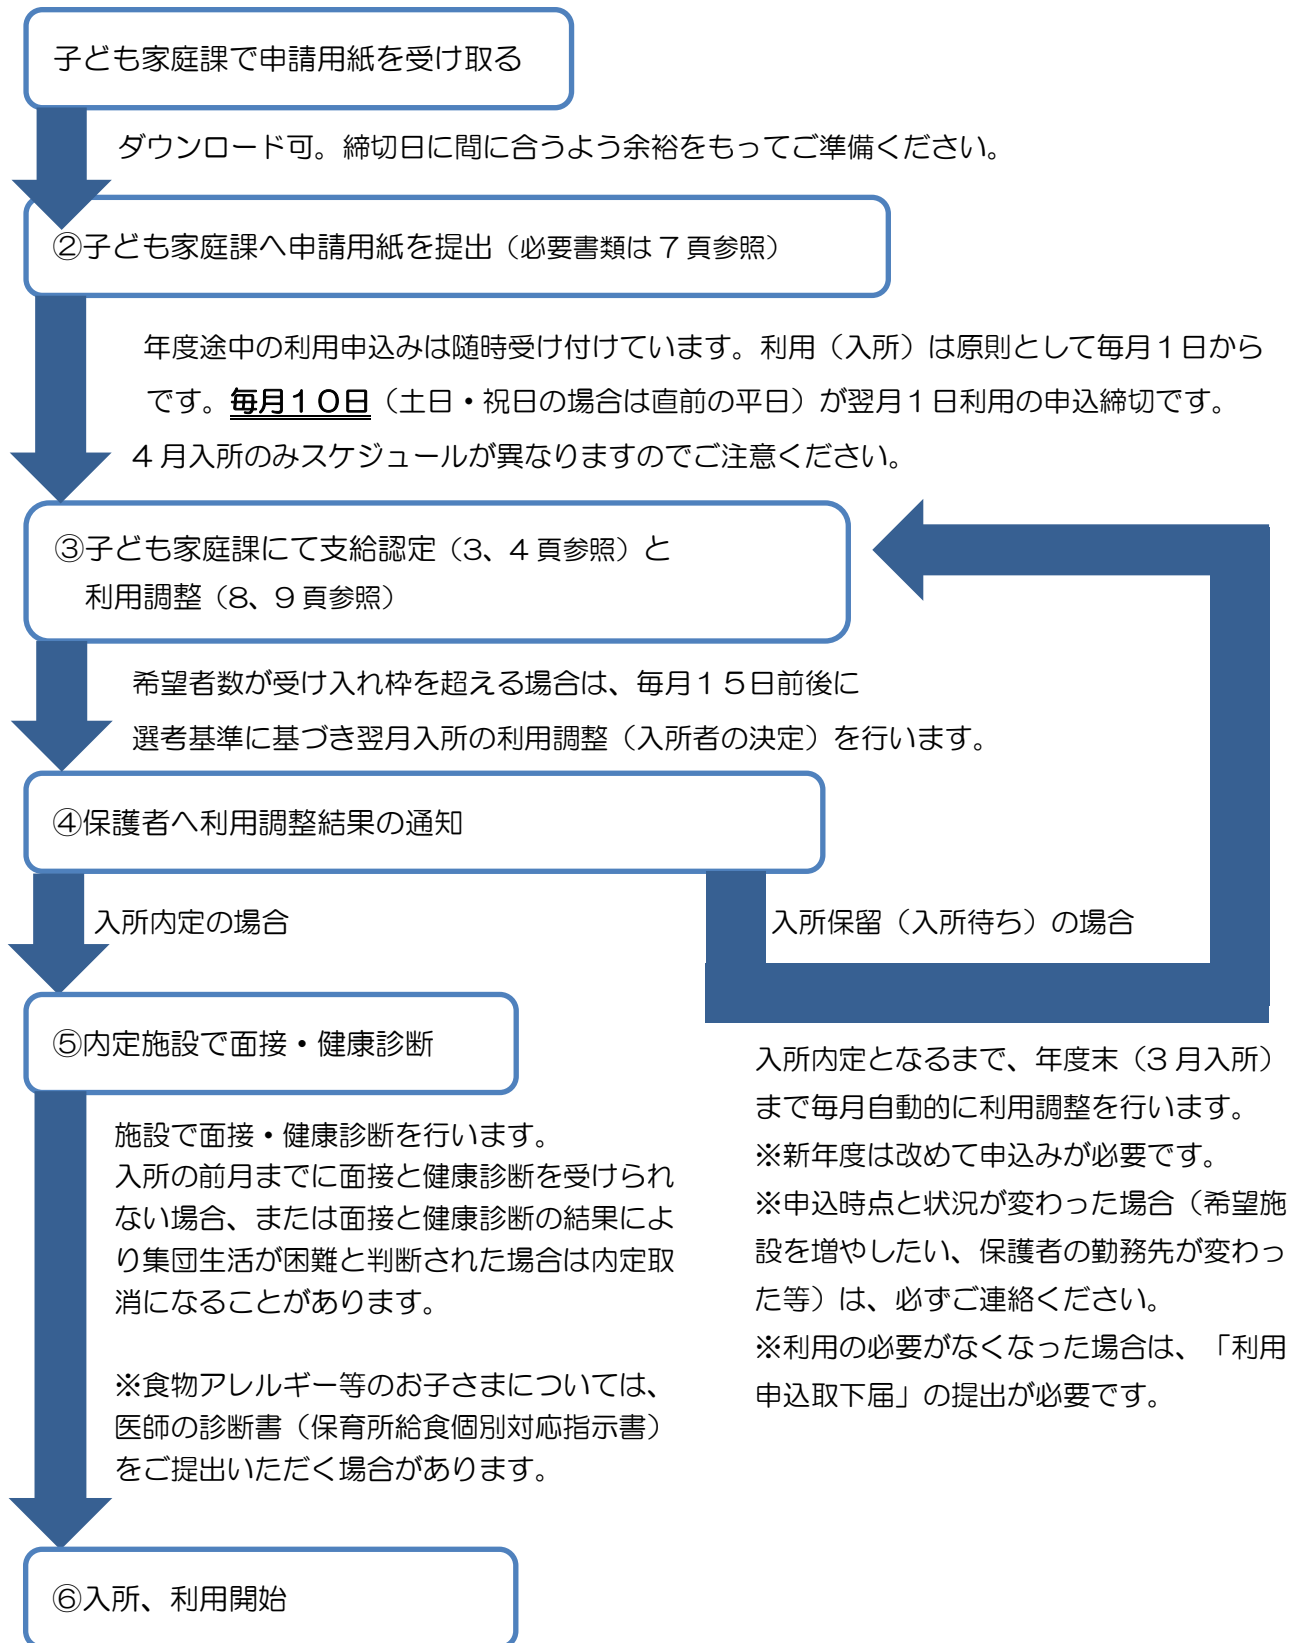 子ども家庭課で申請用紙を受け取る
ダウンロード可。締切日に間に合うよう余裕をもってご準備ください。
②子ども家庭課へ申請用紙を提出（必要書類は７頁参照）
年度途中の利用申込みは随時受け付けています。利用（入所）は原則として毎月１日から
です。毎月１０日（土日・祝日の場合は直前の平日）が翌月１日利用の申込締切です。
４月入所のみスケジュールが異なりますのでご注意ください。
③子ども家庭課にて支給認定（3、４頁参照）と
利用調整（8、９頁参照）
希望者数が受け入れ枠を超える場合は、毎月１５日前後に
選考基準に基づき翌月入所の利用調整（入所者の決定）を行います。
④保護者へ利用調整結果の通知
入所内定の場合
入所保留（入所待ち）の場合
⑤内定施設で面接・健康診断
施設で面接・健康診断を行います。
入所の前月までに面接と健康診断を受けられ
ない場合、または面接と健康診断の結果によ
り集団生活が困難と判断された場合は内定取
消になることがあります。
※食物アレルギー等のお子さまについては、
医師の診断書（保育所給食個別対応指示書）
をご提出いただく場合があります。
入所内定となるまで、年度末（３月入所）
まで毎月自動的に利用調整を行います。
※新年度は改めて申込みが必要です。
※申込時点と状況が変わった場合（希望施
設を増やしたい、保護者の勤務先が変わっ
た等）は、必ずご連絡ください。
※利用の必要がなくなった場合は、「利用
申込取下届」の提出が必要です。
⑥入所、利用開始